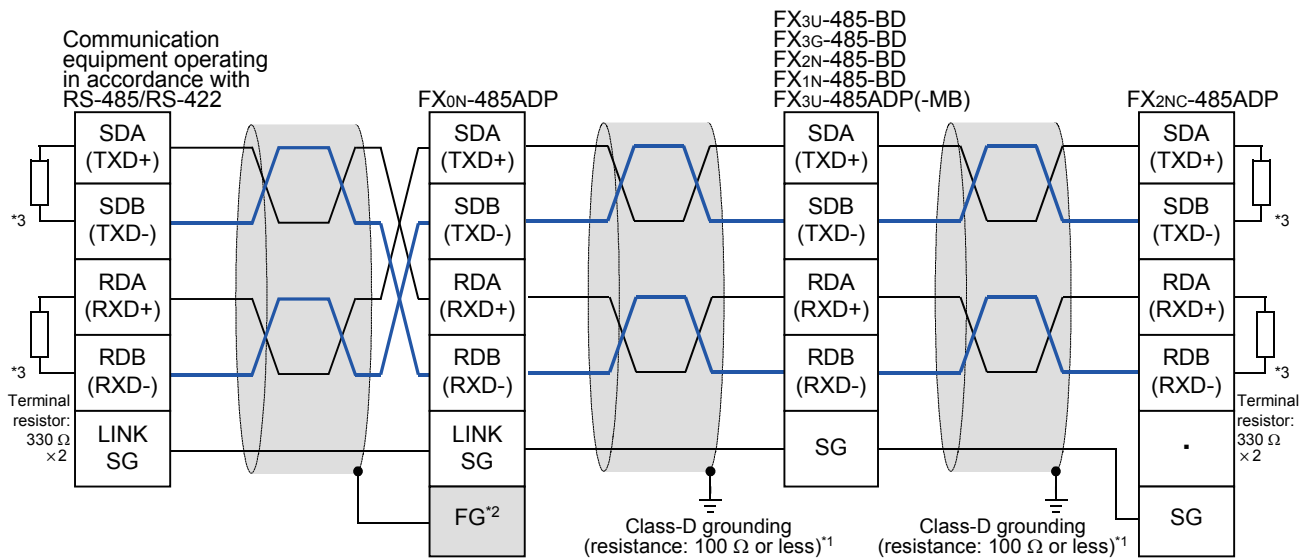 Communication
equipment operating
in accordance with
RS-485/RS-422
FX0N-485ADP
FX3U-485-BD
FX3G-485-BD
FX2N-485-BD
FX1N-485-BD
FX3U-485ADP(-MB)
FX2NC-485ADP
SDA
(TXD+)
SDB
(TXD-)
RDA
(RXD+)
RDB
(RXD-)
LINK
SG
*3
*3
Terminal
resistor:
330 Ω
×2
SDA
(TXD+)
SDB
(TXD-)
RDA
(RXD+)
RDB
(RXD-)
LINK
SG
FG*2
Class-D grounding
(resistance: 100 Ω or less)*1
SDA
(TXD+)
SDB
(TXD-)
RDA
(RXD+)
RDB
(RXD-)
SG
Class-D grounding
(resistance: 100 Ω or less)*1
SDA
(TXD+)
SDB
(TXD-)
RDA
(RXD+)
RDB
(RXD-)
.
SG
*3
*3
Terminal
resistor:
330 Ω
×2